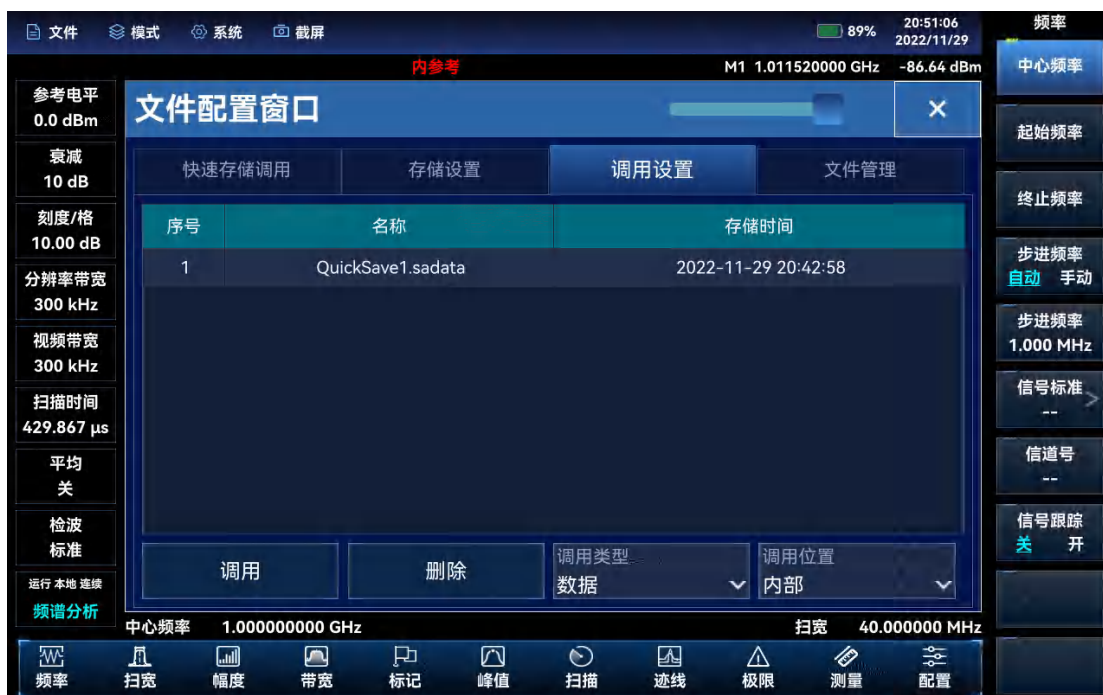 文件 模式 系统 截屏 89% 20:51:06
2022/11/29
内参考 M1 1.011520000 GHz -86.64 dBm
参考电平
0.0 dBm
衰减
10 dB
刻度/格
10.00 dB
分辨率带宽
300 kHz
视频带宽
300 kHz
扫描时间
429.867 µs
平均
关
检波
标准
运行 本地 连续
频谱分析
文件配置窗口 ×
快速存储调用 存储设置 调用设置 文件管理
序号 名称 存储时间
1 QuickSave1.sadata 2022-11-29 20:42:58
调用 删除
调用类型
数据
调用位置
内部
中心频率 1.000000000 GHz 扫宽 40.000000 MHz
频率
中心频率
起始频率
终止频率
步进频率
自动 手动
步进频率
1.000 MHz
信号标准 >
--
信道号
--
信号跟踪
关 开
频率 扫宽 幅度 带宽 标记 峰值 扫描 迹线 极限 测量 配置